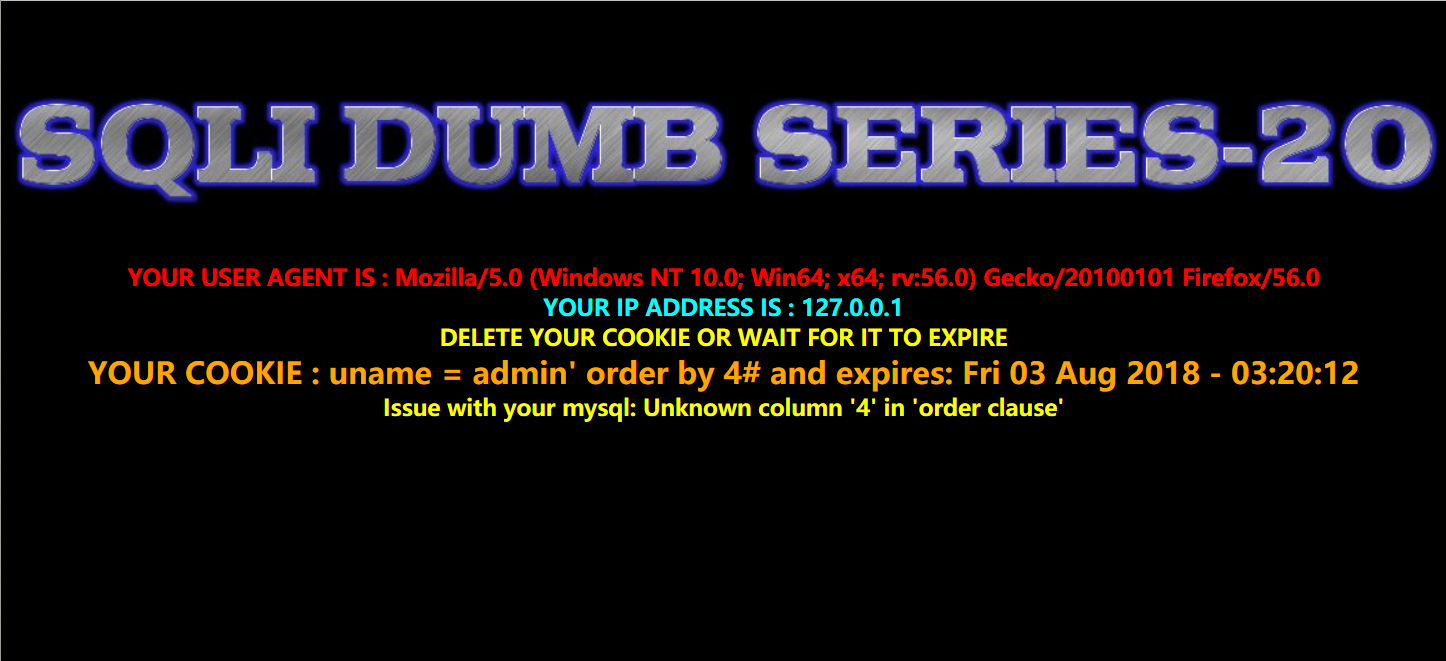 SQLI DUMB SERIES-20
YOUR USER AGENT IS : Mozilla/5.0 (Windows NT 10.0; Win64; x64; rv:56.0) Gecko/20100101 Firefox/56.0
YOUR IP ADDRESS IS : 127.0.0.1
DELETE YOUR COOKIE OR WAIT FOR IT TO EXPIRE
YOUR COOKIE : uname = admin' order by 4# and expires: Fri 03 Aug 2018 - 03:20:12
Issue with your mysql: Unknown column '4' in 'order clause'